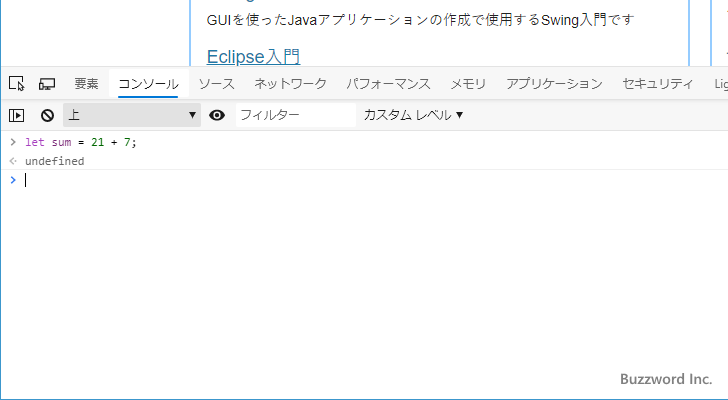 GUIを使ったJavaアプリケーションの作成で使用するSwing入門です
Eclipse入門
要素 コンソール ソース ネットワーク パフォーマンス メモリ アプリケーション セキュリティ Lig
上 フィルター カスタム レベル
let sum = 21 + 7;
undefined
Buzzword Inc.